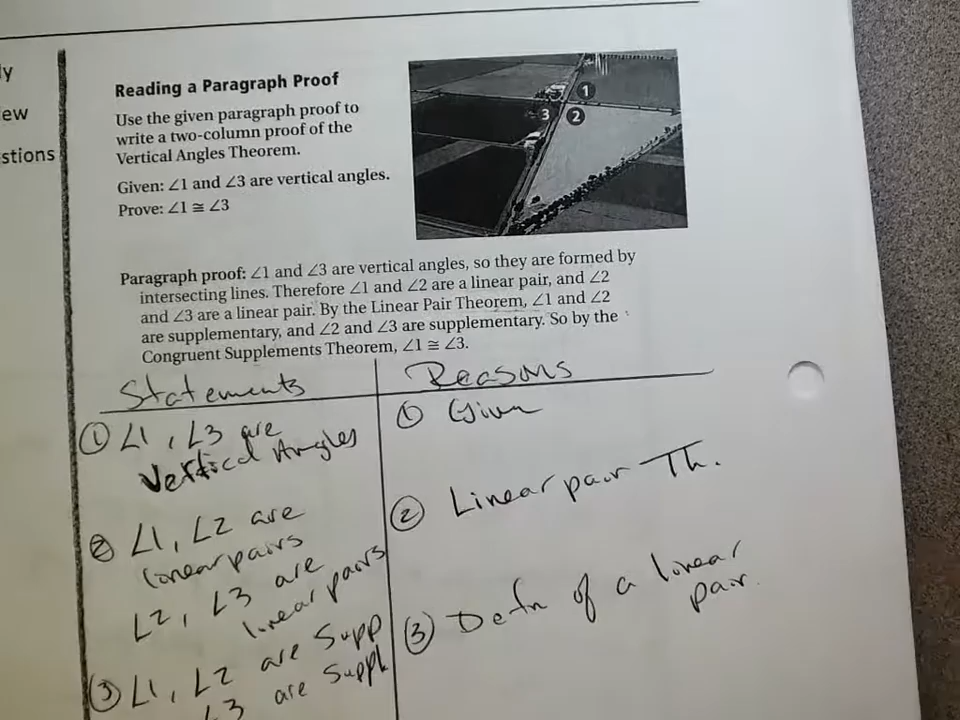 ly
ew
stions
Reading a Paragraph Proof
Use the given paragraph proof to
write a two-column proof of the
Vertical Angles Theorem.
Given: ∠1 and ∠3 are vertical angles.
Prove: ∠1 ≅ ∠3
1
3 2
Paragraph proof: ∠1 and ∠3 are vertical angles, so they are formed by
intersecting lines. Therefore ∠1 and ∠2 are a linear pair, and ∠2
and ∠3 are a linear pair. By the Linear Pair Theorem, ∠1 and ∠2
are supplementary, and ∠2 and ∠3 are supplementary. So by the
Congruent Supplements Theorem, ∠1 ≅ ∠3.
Statements
Reasons
① ∠1, ∠3 are
Vertical Angles
① Given
② ∠1, ∠2 are
linear pairs
∠2, ∠3 are
linear pairs
② Linear pair Th.
③ ∠1, ∠2 are Supp
∠3 are Suppl
③ Defn of a linear
pair.